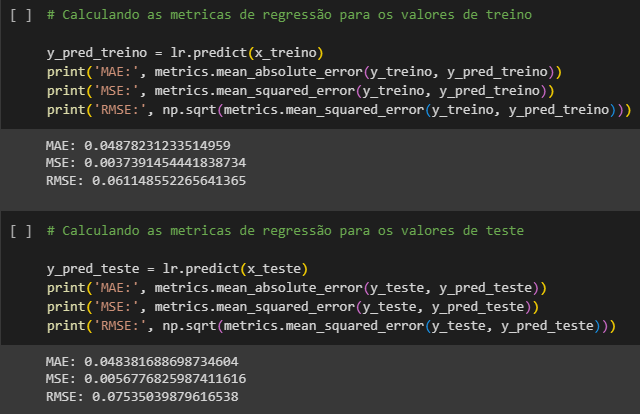 [ ] # Calculando as metricas de regressão para os valores de treino
y_pred_treino = lr.predict(x_treino)
print('MAE:', metrics.mean_absolute_error(y_treino, y_pred_treino))
print('MSE:', metrics.mean_squared_error(y_treino, y_pred_treino))
print('RMSE:', np.sqrt(metrics.mean_squared_error(y_treino, y_pred_treino)))
MAE: 0.04878231233514959
MSE: 0.0037391454441838734
RMSE: 0.061148552265641365
[ ] # Calculando as metricas de regressão para os valores de teste
y_pred_teste = lr.predict(x_teste)
print('MAE:', metrics.mean_absolute_error(y_teste, y_pred_teste))
print('MSE:', metrics.mean_squared_error(y_teste, y_pred_teste))
print('RMSE:', np.sqrt(metrics.mean_squared_error(y_teste, y_pred_teste)))
MAE: 0.048381688698734604
MSE: 0.0056776825987411616
RMSE: 0.07535039879616538